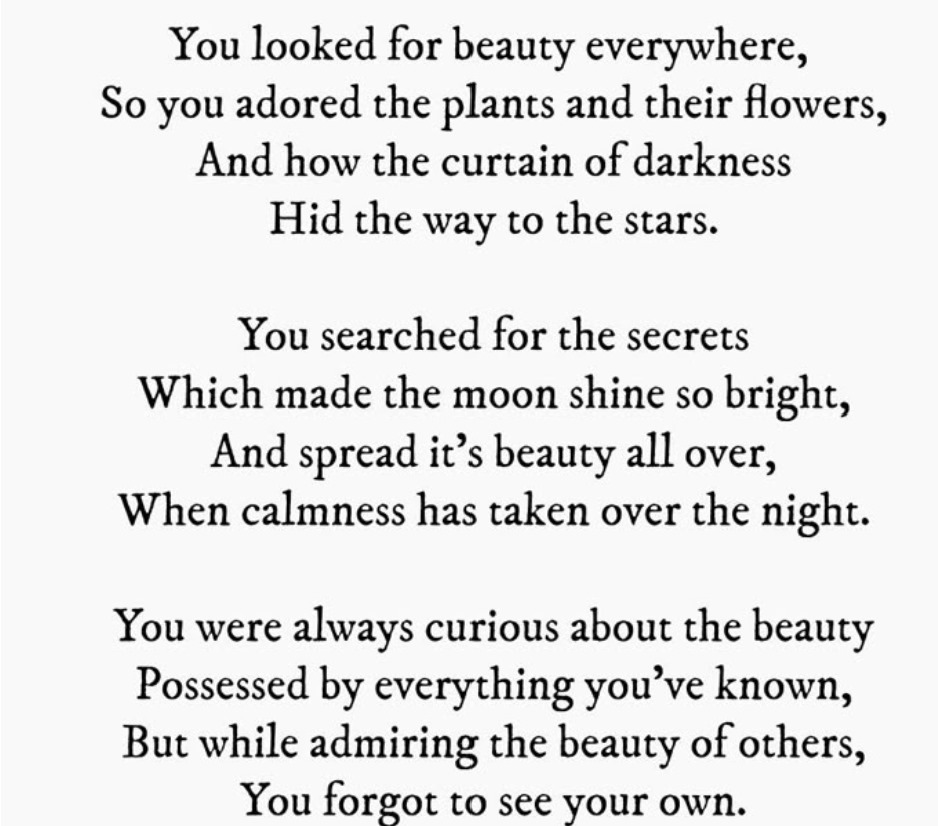 You looked for beauty everywhere,
So you adored the plants and their flowers,
And how the curtain of darkness
Hid the way to the stars.
You searched for the secrets
Which made the moon shine so bright,
And spread it’s beauty all over,
When calmness has taken over the night.
You were always curious about the beauty
Possessed by everything you’ve known,
But while admiring the beauty of others,
You forgot to see your own.